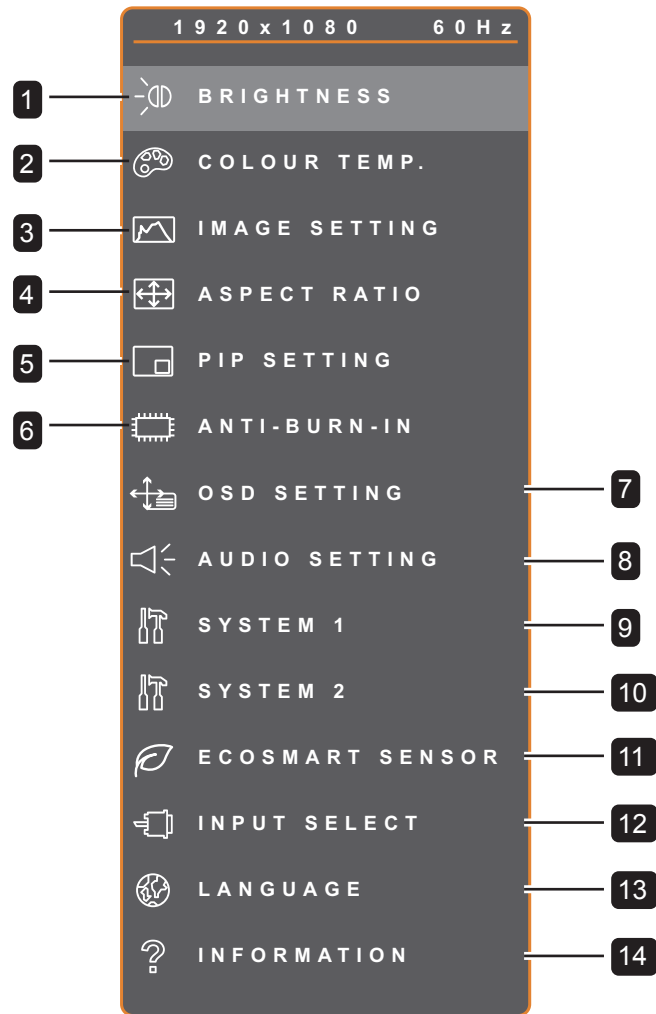 1920x1080 60Hz
1 BRIGHTNESS
2 COLOUR TEMP.
3 IMAGE SETTING
4 ASPECT RATIO
5 PIP SETTING
6 ANTI-BURN-IN
OSD SETTING 7
AUDIO SETTING 8
SYSTEM 1 9
SYSTEM 2 10
ECOSMART SENSOR 11
INPUT SELECT 12
LANGUAGE 13
INFORMATION 14